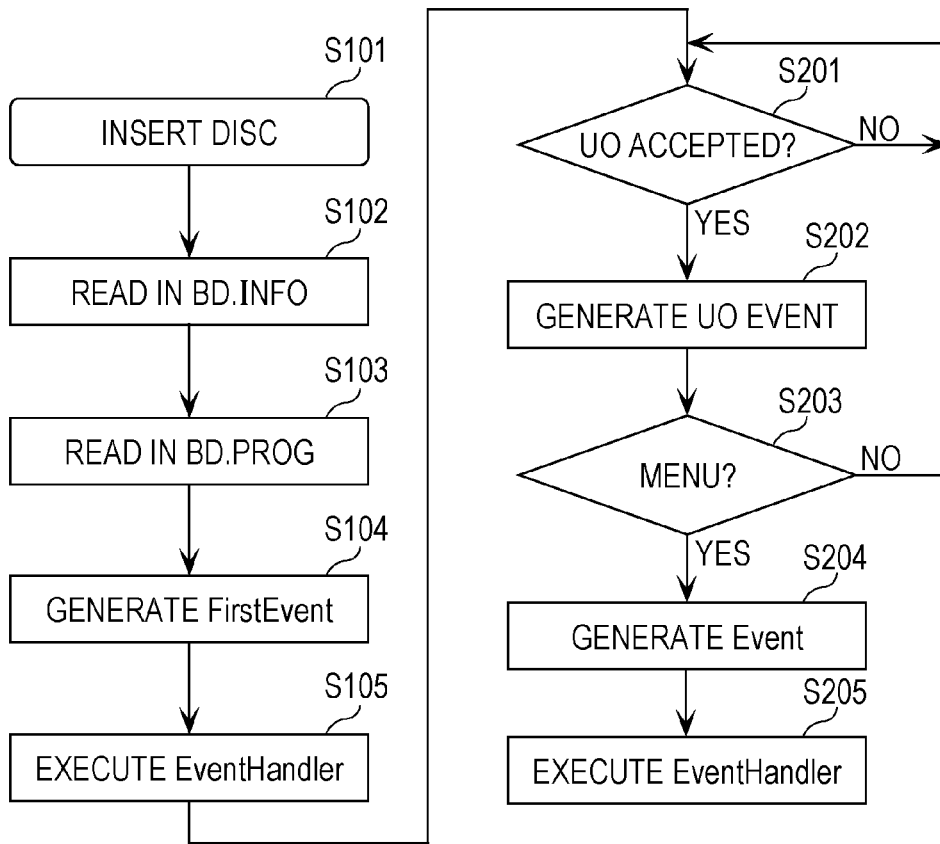 S101
INSERT DISC
S102
READ IN BD.INFO
S103
READ IN BD.PROG
S104
GENERATE FirstEvent
S105
EXECUTE EventHandler
S201
UO ACCEPTED?
NO
YES
S202
GENERATE UO EVENT
S203
MENU?
NO
YES
S204
GENERATE Event
S205
EXECUTE EventHandler